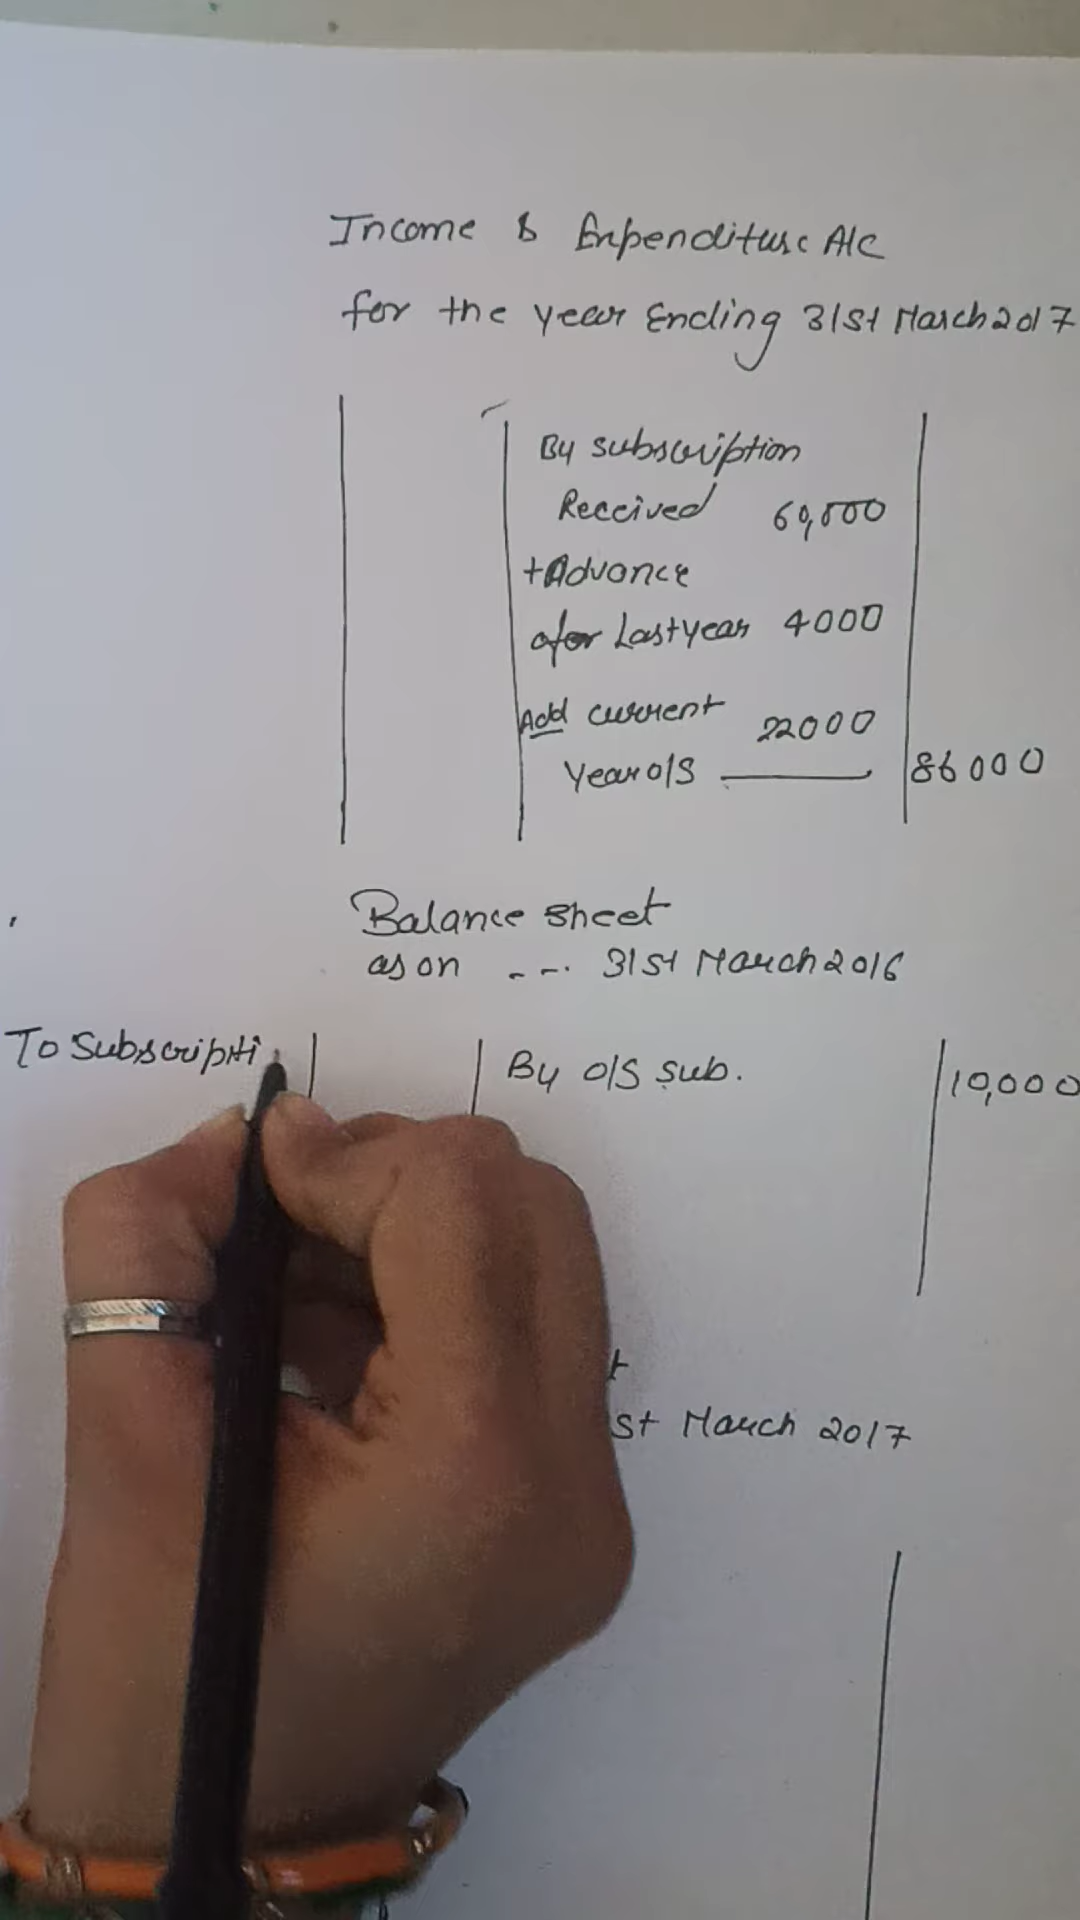 Income & Expenditure A/C
for the year Ending 31st March 2017
By subscription
Received 60,000
+Advance
for Last year 4000
Add current 22000
Year o/s 86000
Balance sheet
as on --- 31st March 2016
To Subscripti
By o/s sub. 10,000
st March 2017